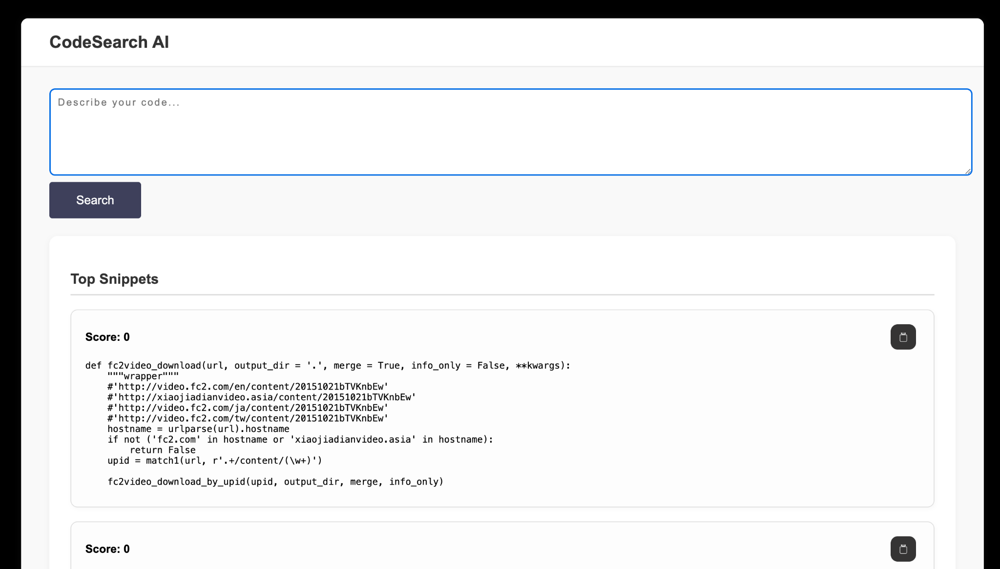 CodeSearch AI
Describe your code...
Search
Top Snippets
Score: 0
def fc2video_download(url, output_dir = '.', merge = True, info_only = False, **kwargs):
    """wrapper"""
    #'http://video.fc2.com/en/content/20151021bTVKnbEw'
    #'http://xiaojiadianvideo.asia/content/20151021bTVKnbEw'
    #'http://video.fc2.com/ja/content/20151021bTVKnbEw'
    #'http://video.fc2.com/tw/content/20151021bTVKnbEw'
    hostname = urlparse(url).hostname
    if not ('fc2.com' in hostname or 'xiaojiadianvideo.asia' in hostname):
        return False
    upid = match1(url, r'.+/content/(\w+)')
    fc2video_download_by_upid(upid, output_dir, merge, info_only)
Score: 0